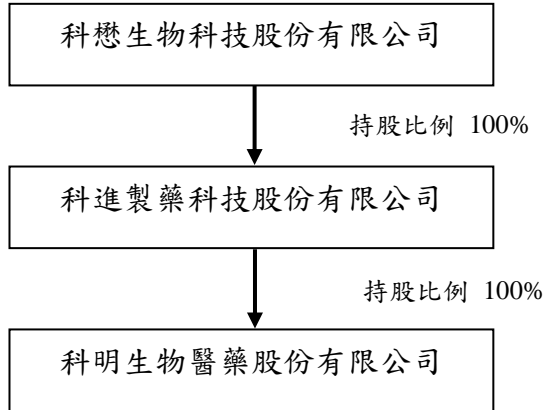 科懋生物科技股份有限公司
持股比例 100%
科進製藥科技股份有限公司
持股比例 100%
科明生物醫藥股份有限公司